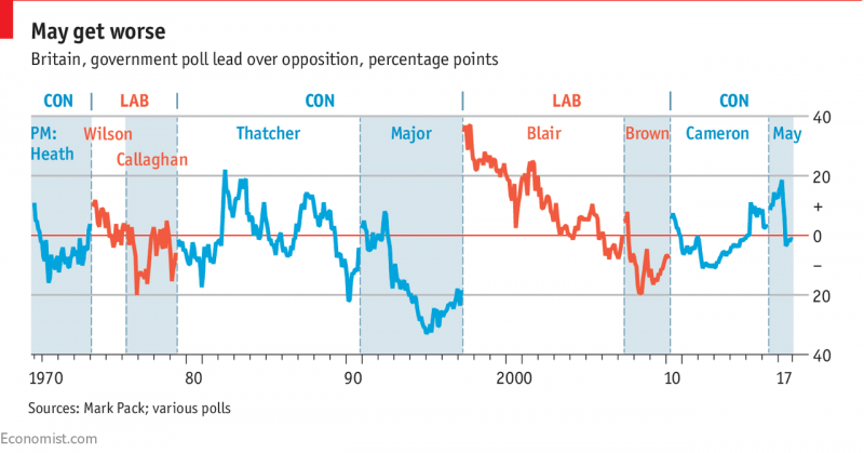 May get worse
Britain, government poll lead over opposition, percentage points
CON LAB CON LAB CON
40
PM: Wilson Thatcher Major Blair Brown Cameron May
Heath Callaghan
20
+
0
–
20
40
1970 80 90 2000 10 17
Sources: Mark Pack; various polls
Economist.com